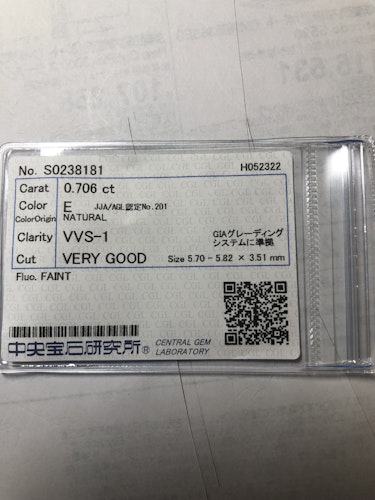 No. S0238181 H052322
Carat 0.706 ct
Color E JJA/AGL認定No.201
ColorOrigin NATURAL
Clarity VVS-1 GIAグレーディング
システムに準拠
Cut VERY GOOD Size 5.70 - 5.82 × 3.51 mm
Fluo. FAINT
中央宝石研究所® CENTRAL GEM
LABORATORY